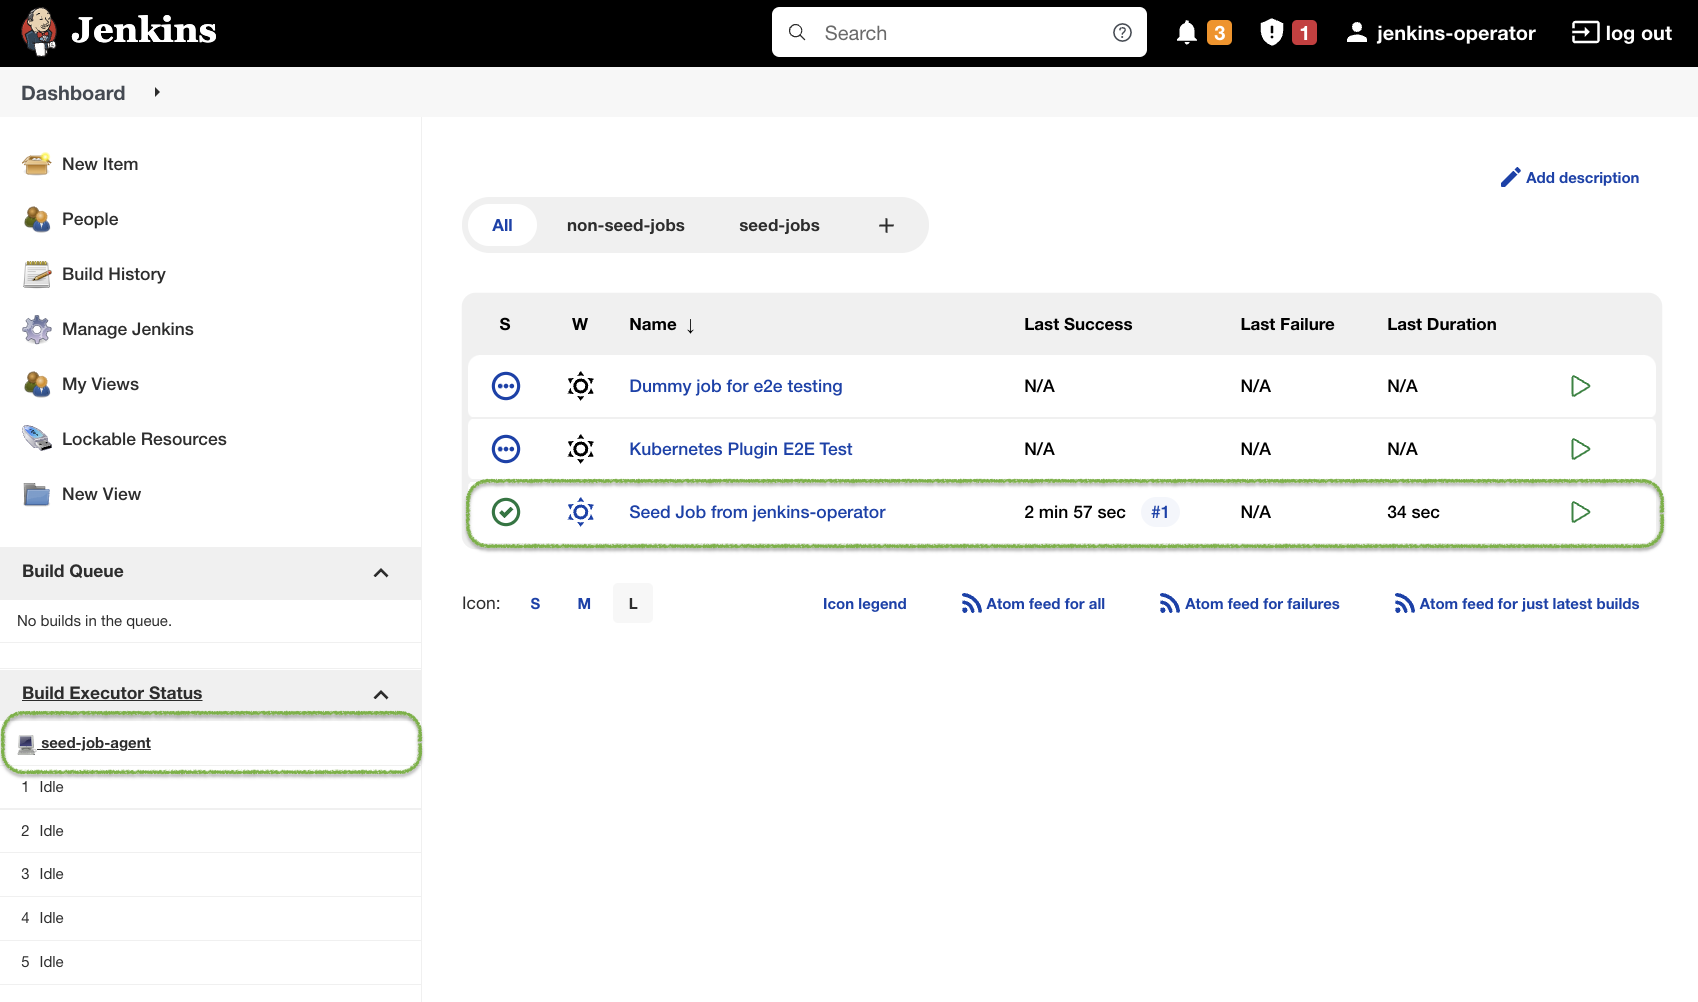 Jenkins
Search
3
1
jenkins-operator
log out
Dashboard
New Item
People
Build History
Manage Jenkins
My Views
Lockable Resources
New View
Build Queue
No builds in the queue.
Build Executor Status
seed-job-agent
1 Idle
2 Idle
3 Idle
4 Idle
5 Idle
Add description
All non-seed-jobs seed-jobs +
S W Name ↓ Last Success Last Failure Last Duration
Dummy job for e2e testing N/A N/A N/A
Kubernetes Plugin E2E Test N/A N/A N/A
Seed Job from jenkins-operator 2 min 57 sec #1 N/A 34 sec
Icon: S M L Icon legend Atom feed for all Atom feed for failures Atom feed for just latest builds